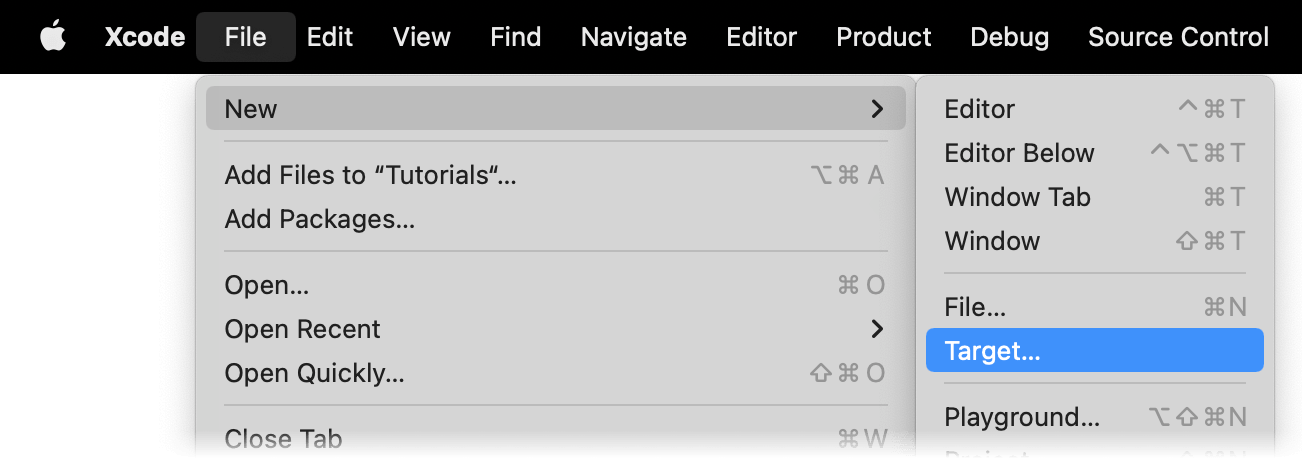 Xcode File Edit View Find Navigate Editor Product Debug Source Control
New
Add Files to “Tutorials“... ⌥⌘ A
Add Packages...
Open... ⌘ O
Open Recent
Open Quickly... ⇧⌘ O
Close Tab ⌘W
Editor ^⌘T
Editor Below ^⌥⌘T
Window Tab ⌘T
Window ⇧⌘T
File... ⌘N
Target...
Playground... ⌥⇧⌘N